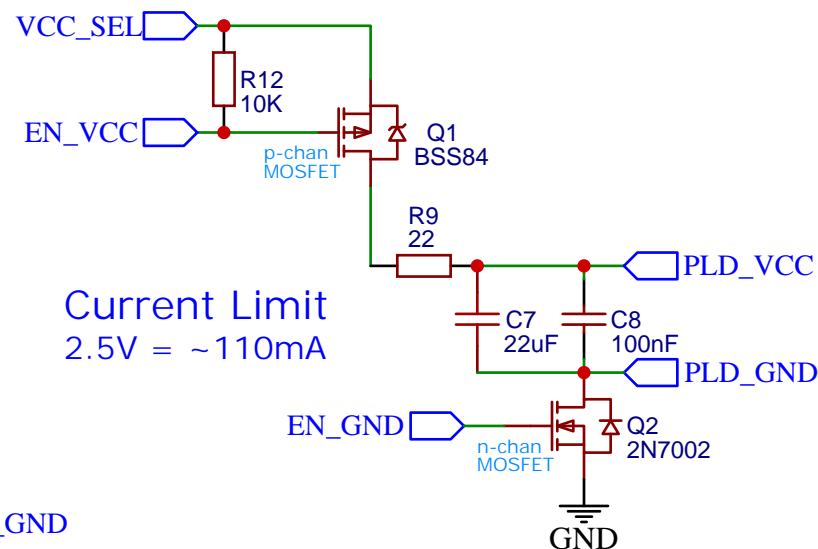 VCC_SEL
R12
10K
EN_VCC
Q1
BSS84
p-chan
MOSFET
R9
22
PLD_VCC
Current Limit
2.5V = ~110mA
C7
22uF
C8
100nF
PLD_GND
EN_GND
Q2
2N7002
n-chan
MOSFET
_GND
GND